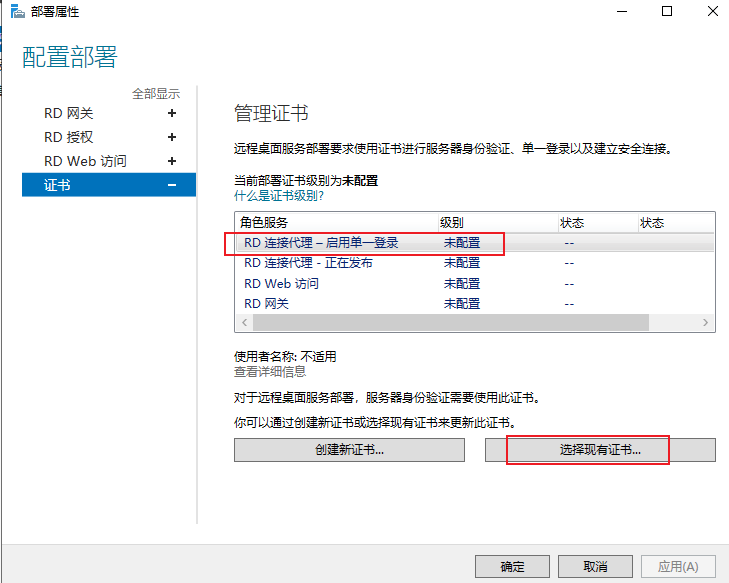 部署属性
配置部署
全部显示
RD 网关 +
RD 授权 +
RD Web 访问 +
证书 −
管理证书
远程桌面服务部署要求使用证书进行服务器身份验证、单一登录以及建立安全连接。
当前部署证书级别为未配置
什么是证书级别?
角色服务 级别 状态 状态
RD 连接代理 – 启用单一登录 未配置 --
RD 连接代理 - 正在发布 未配置 --
RD Web 访问 未配置 --
RD 网关 未配置 --
使用者名称: 不适用
查看详细信息
对于远程桌面服务部署，服务器身份验证需要使用此证书。
你可以通过创建新证书或选择现有证书来更新此证书。
创建新证书... 选择现有证书...
确定 取消 应用(A)